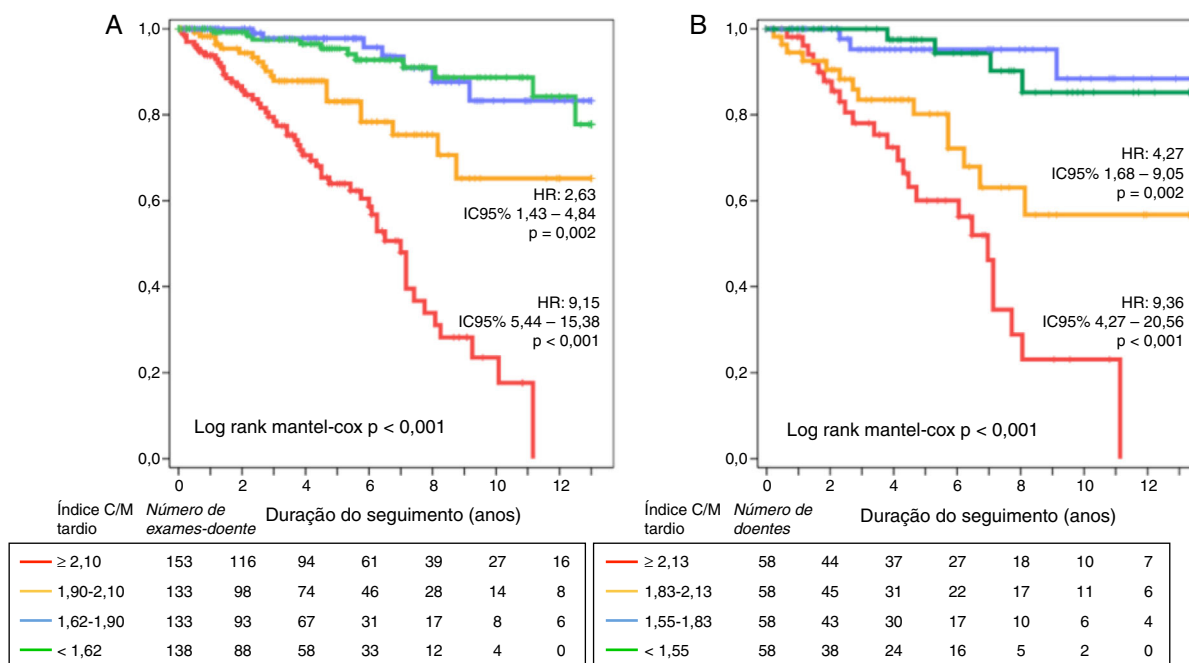 A
1,0
0,8
0,6
0,4
0,2
0,0
HR: 2,63
IC95% 1,43 – 4,84
p = 0,002
HR: 9,15
IC95% 5,44 – 15,38
p < 0,001
Log rank mantel-cox p < 0,001
0 2 4 6 8 10 12
Duração do seguimento (anos)
Índice C/M tardio
Número de exames-doente
≥ 2,10 153 116 94 61 39 27 16
1,90-2,10 133 98 74 46 28 14 8
1,62-1,90 133 93 67 31 17 8 6
< 1,62 138 88 58 33 12 4 0
B
1,0
0,8
0,6
0,4
0,2
0,0
HR: 4,27
IC95% 1,68 – 9,05
p = 0,002
HR: 9,36
IC95% 4,27 – 20,56
p < 0,001
Log rank mantel-cox p < 0,001
0 2 4 6 8 10 12
Duração do seguimento (anos)
Índice C/M tardio
Número de doentes
≥ 2,13 58 44 37 27 18 10 7
1,83-2,13 58 45 31 22 17 11 6
1,55-1,83 58 43 30 17 10 6 4
< 1,55 58 38 24 16 5 2 0